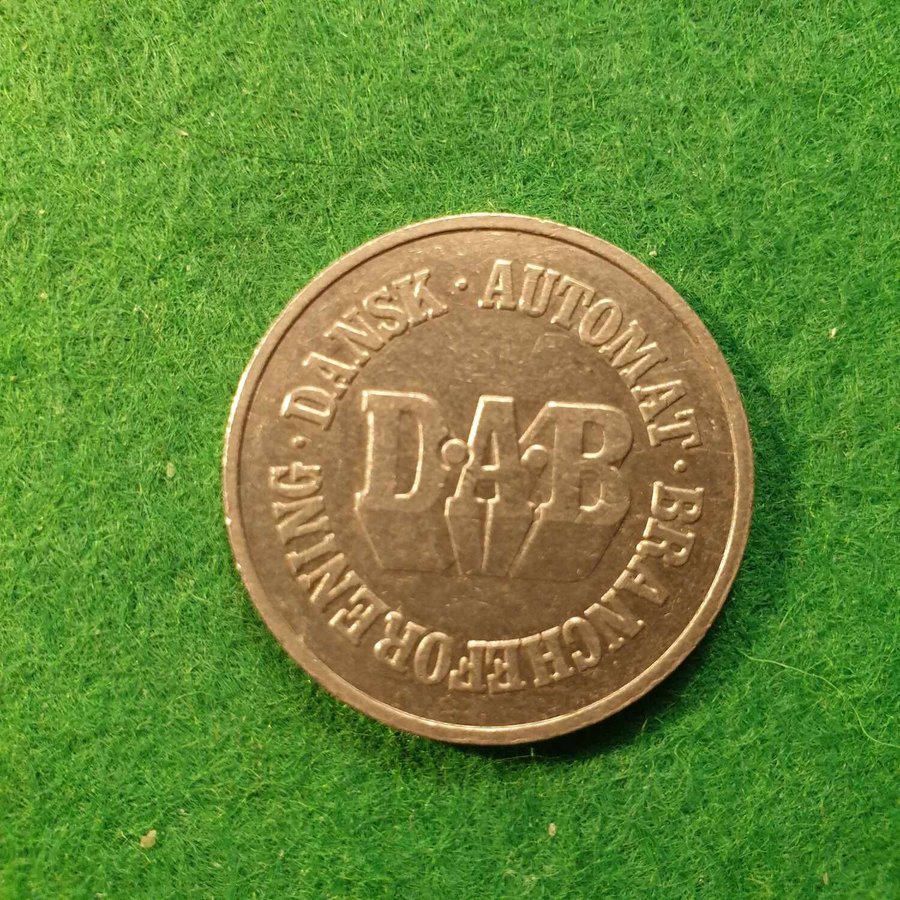 DANSK · AUTOMAT · BRANCHEFORENING ·
D·A·B